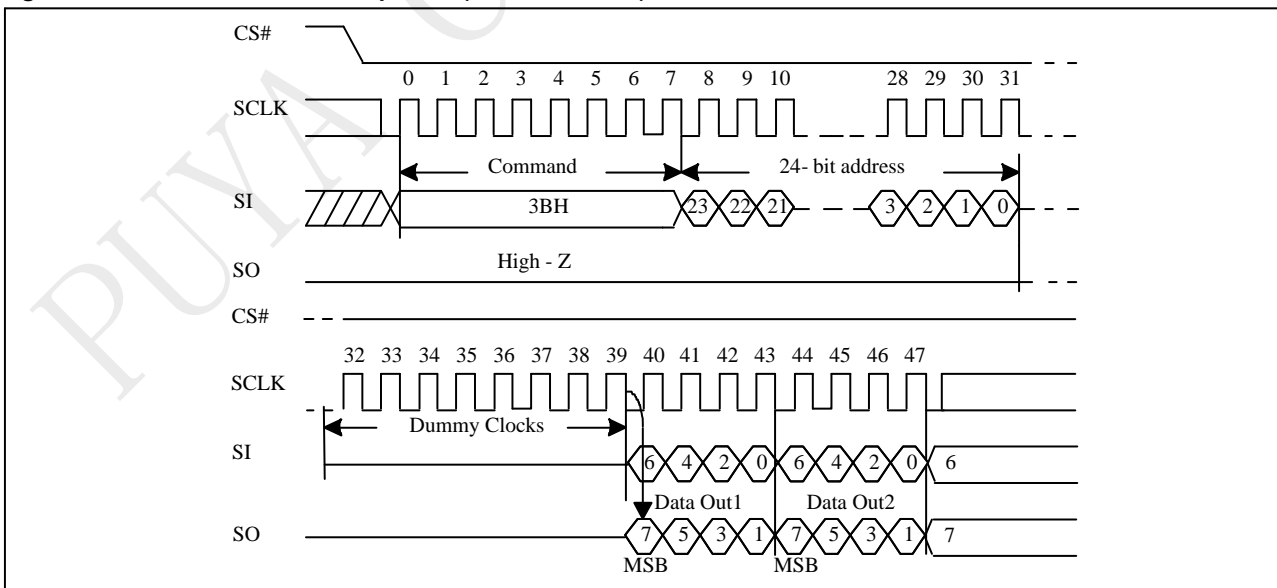 CS#
0 1 2 3 4 5 6 7 8 9 10 28 29 30 31
SCLK
Command 24- bit address
SI 3BH 23 22 21 3 2 1 0
High - Z
SO
CS#
32 33 34 35 36 37 38 39 40 41 42 43 44 45 46 47
SCLK
Dummy Clocks
SI 6 4 2 0 6 4 2 0 6
Data Out1 Data Out2
SO 7 5 3 1 7 5 3 1 7
MSB MSB
PUYA